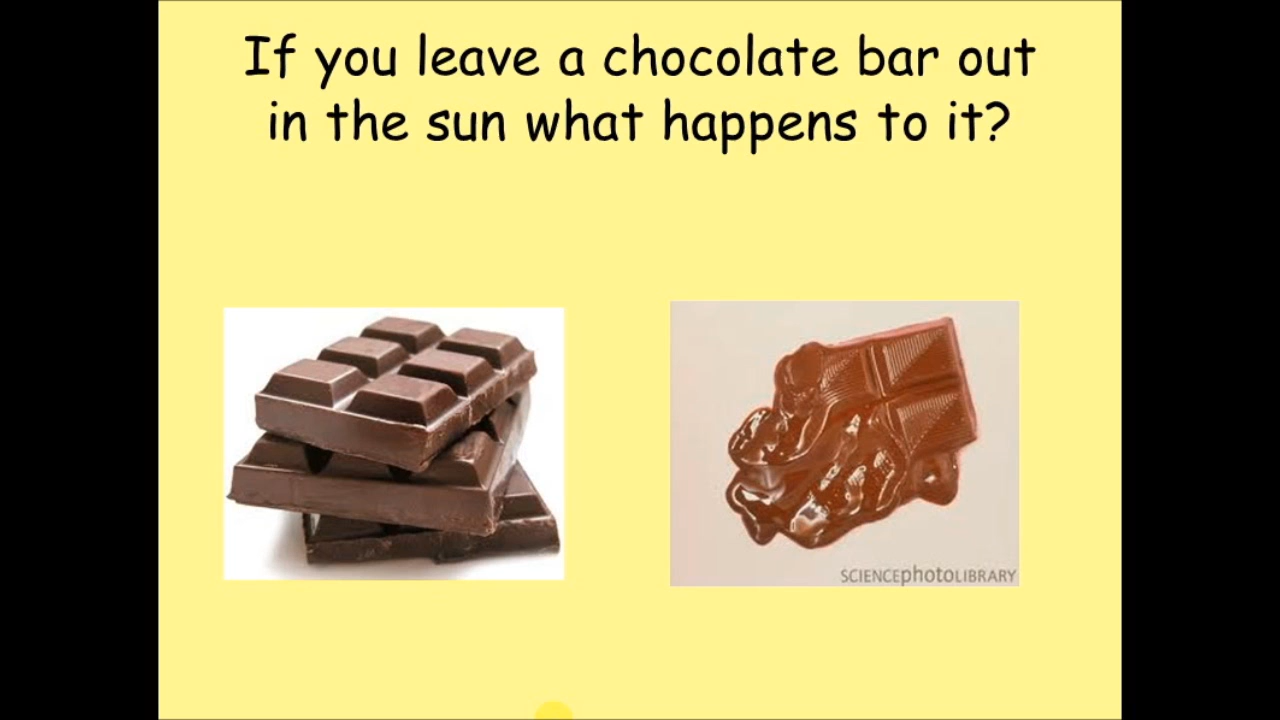 If you leave a chocolate bar out
in the sun what happens to it?
SCIENCEphotoLIBRARY